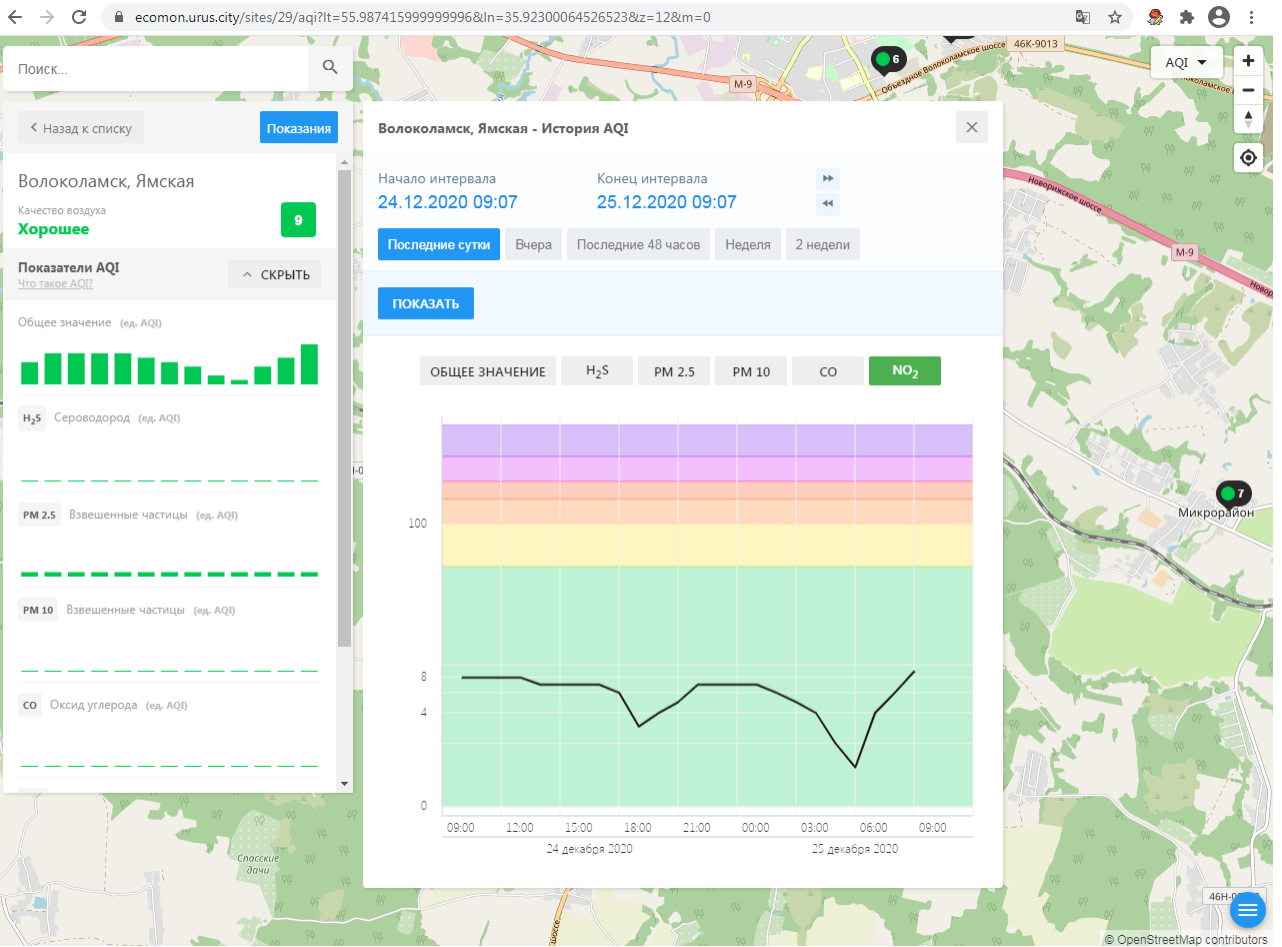 ecomon.urus.city/sites/29/aqi?lt=55.987415999999996&ln=35.92300064526523&z=12&m=0
Поиск...
46К-9013
6
Объездное Волоколамское шоссе
М-9
AQI
Назад к списку
Показания
Волоколамск, Ямская
Качество воздуха
Хорошее
9
Показатели AQI
Что такое AQI?
СКРЫТЬ
Общее значение (ед. AQI)
H2S Сероводород (ед. AQI)
PM 2.5 Взвешенные частицы (ед. AQI)
PM 10 Взвешенные частицы (ед. AQI)
CO Оксид углерода (ед. AQI)
Волоколамск, Ямская - История AQI
Начало интервала
24.12.2020 09:07
Конец интервала
25.12.2020 09:07
Последние сутки
Вчера
Последние 48 часов
Неделя
2 недели
ПОКАЗАТЬ
ОБЩЕЕ ЗНАЧЕНИЕ
H2S
PM 2.5
PM 10
CO
NO2
100
8
4
0
09:00 12:00 15:00 18:00 21:00 00:00 03:00 06:00 09:00
24 декабря 2020 25 декабря 2020
Новорижское шоссе
М-9
7
Микрорайон
Спасские
дачи
шоссе
© OpenStreetMap contributors